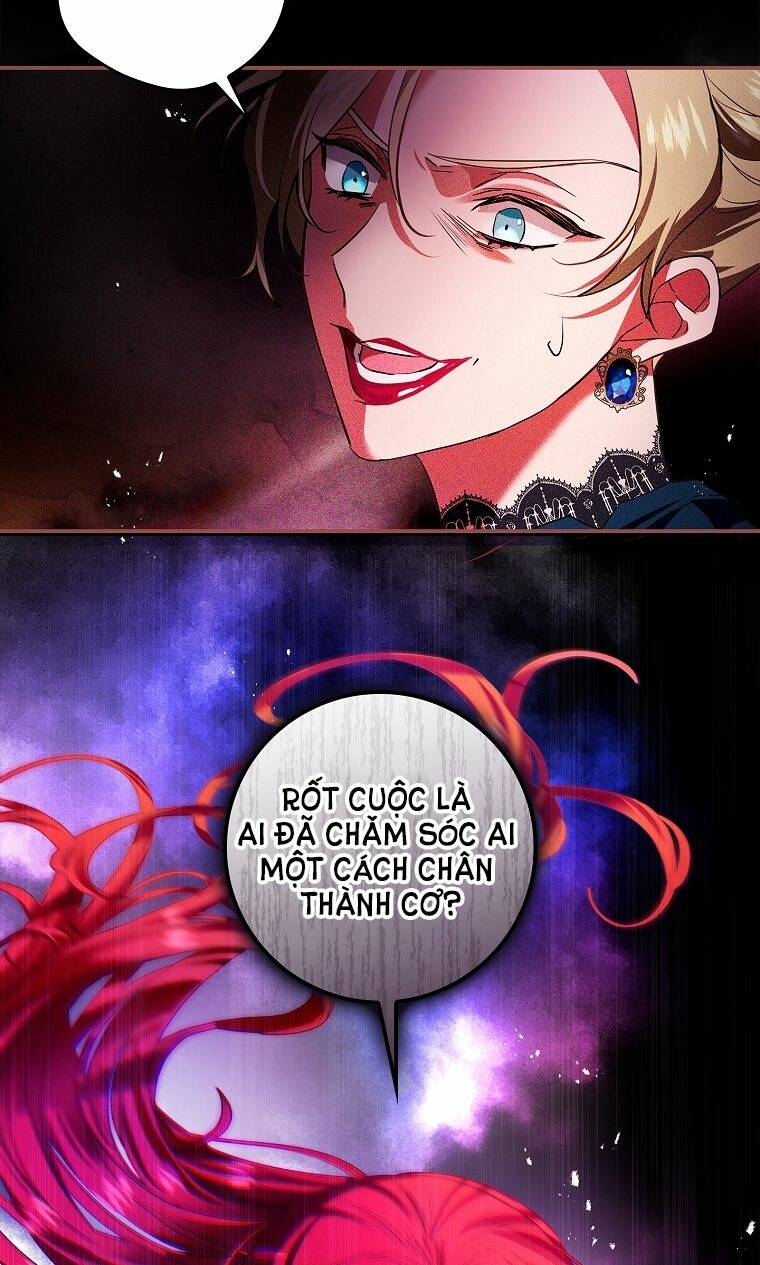 RỐT CUỘC LÀ
AI ĐÃ CHĂM SÓC AI
MỘT CÁCH CHÂN
THÀNH CƠ?